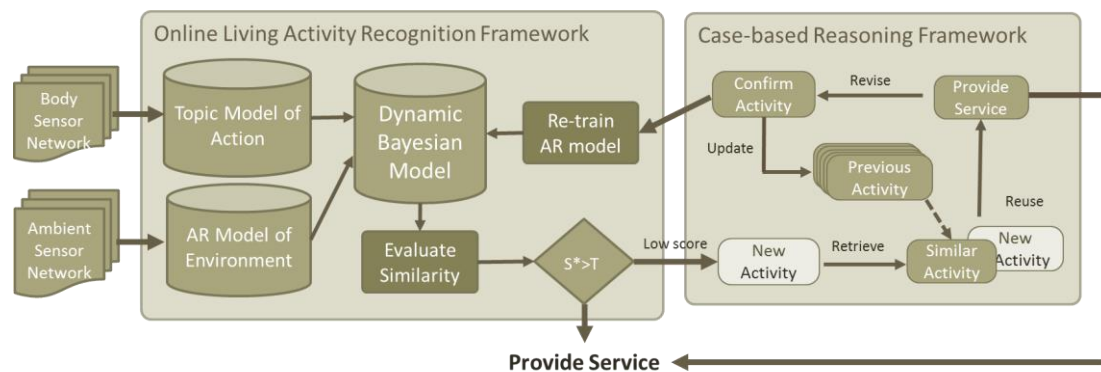 Online Living Activity Recognition Framework
Case-based Reasoning Framework
Body
Sensor
Network
Topic Model of
Action
Dynamic
Bayesian
Model
Re-train
AR model
Confirm
Activity
Revise
Provide
Service
Update
Previous
Activity
Reuse
Ambient
Sensor
Network
AR Model of
Environment
Evaluate
Similarity
S*>T
Low score
New
Activity
Retrieve
Similar
Activity
New
Activity
Provide Service